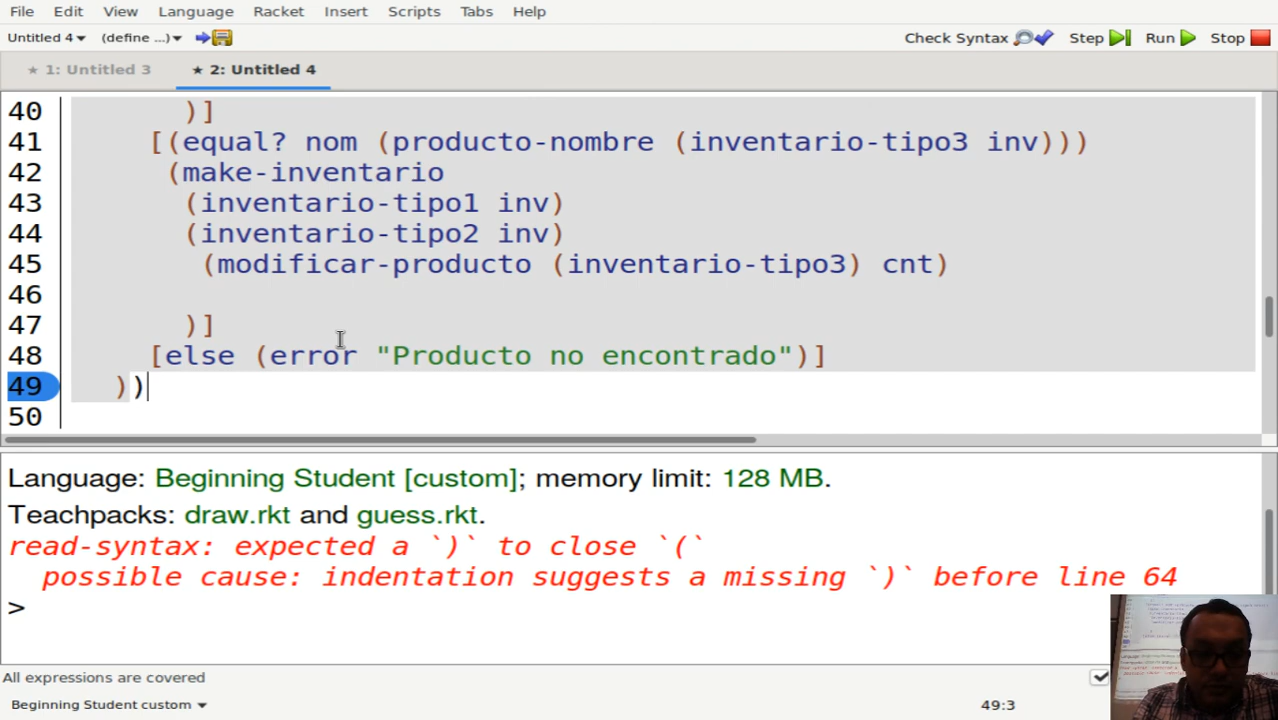 File Edit View Language Racket Insert Scripts Tabs Help
Untitled 4 (define ...) Check Syntax Step Run Stop
1: Untitled 3 2: Untitled 4
40 )]
41 [(equal? nom (producto-nombre (inventario-tipo3 inv)))
42 (make-inventario
43 (inventario-tipo1 inv)
44 (inventario-tipo2 inv)
45 (modificar-producto (inventario-tipo3) cnt)
46
47 )]
48 [else (error "Producto no encontrado")]
49 ))
50
Language: Beginning Student [custom]; memory limit: 128 MB.
Teachpacks: draw.rkt and guess.rkt.
read-syntax: expected a `)` to close `(`
possible cause: indentation suggests a missing `)` before line 64
>
All expressions are covered
Beginning Student custom 49:3